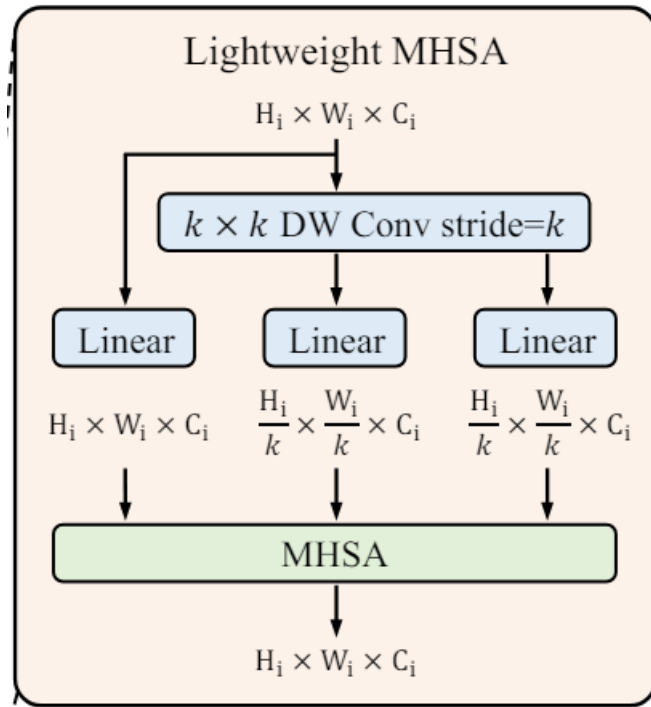 Lightweight MHSA
Hᵢ × Wᵢ × Cᵢ
k × k DW Conv stride=k
Linear Linear Linear
Hᵢ × Wᵢ × Cᵢ Hᵢ/k × Wᵢ/k × Cᵢ Hᵢ/k × Wᵢ/k × Cᵢ
MHSA
Hᵢ × Wᵢ × Cᵢ